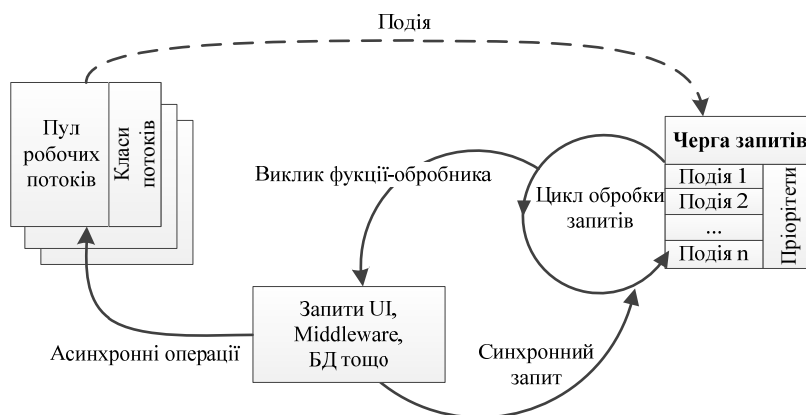 Подія
Пул
робочих
потоків
Класи
потоків
Виклик фукції-обробника
Цикл обробки
запитів
Черга запитів
Подія 1
Подія 2
...
Подія n
Пріорітети
Запити UI,
Middleware,
БД тощо
Асинхронні операції
Синхронний
запит